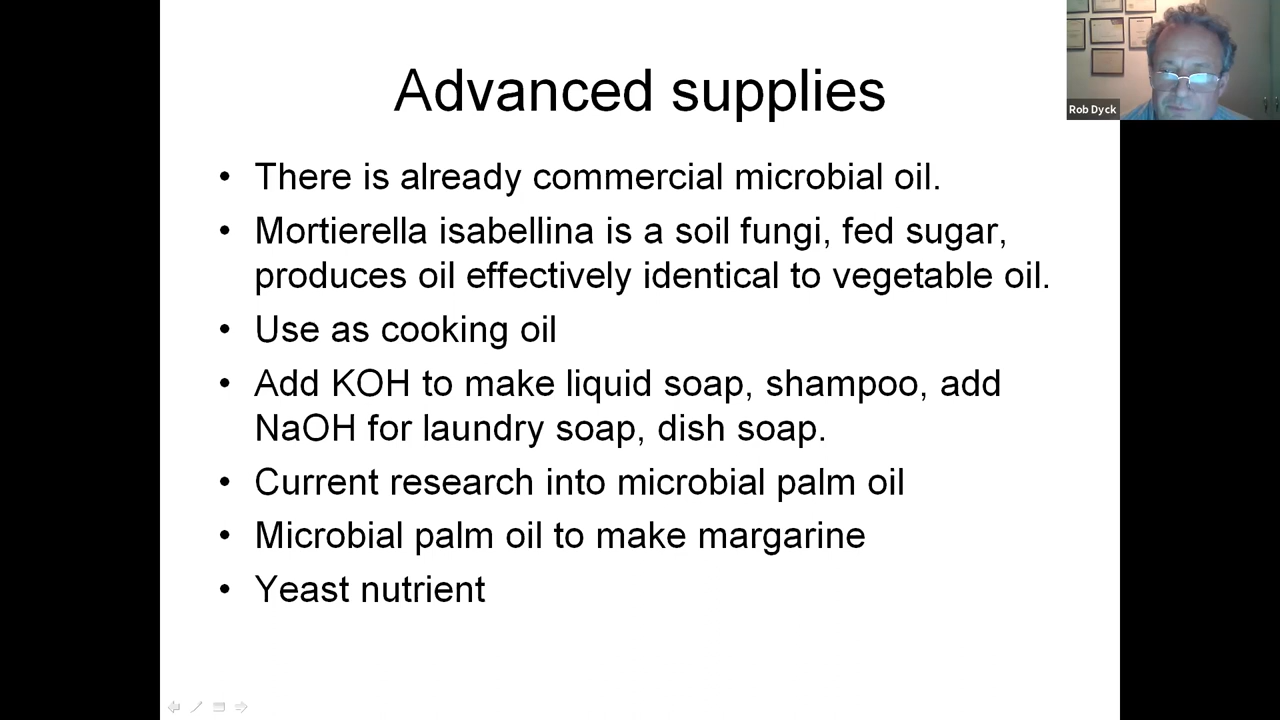 Advanced supplies
• There is already commercial microbial oil.
• Mortierella isabellina is a soil fungi, fed sugar,
produces oil effectively identical to vegetable oil.
• Use as cooking oil
• Add KOH to make liquid soap, shampoo, add
NaOH for laundry soap, dish soap.
• Current research into microbial palm oil
• Microbial palm oil to make margarine
• Yeast nutrient
Rob Dyck